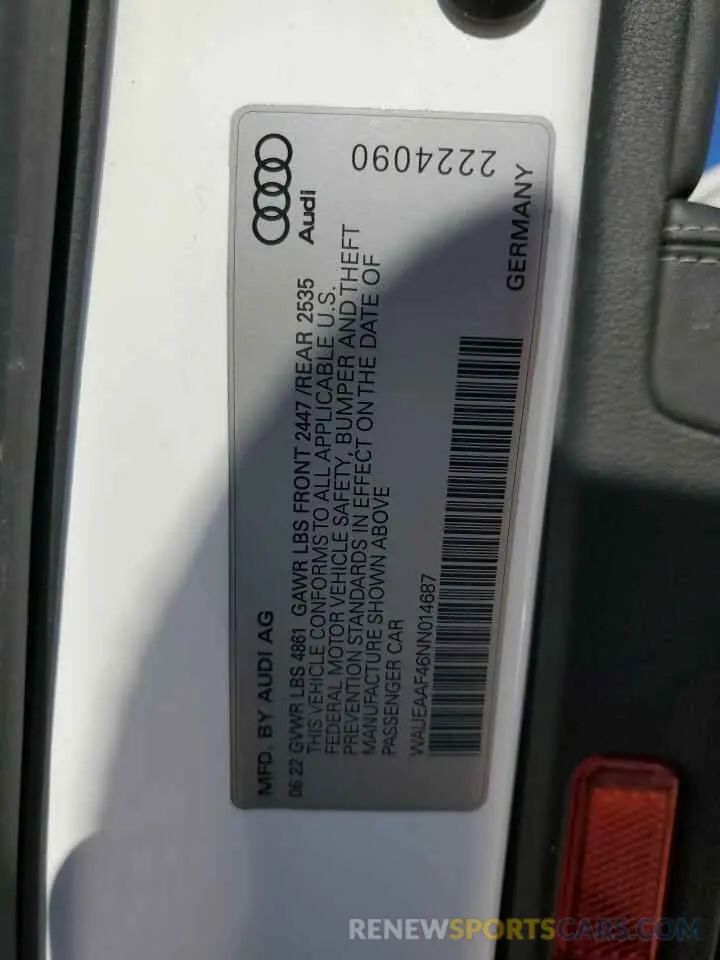 MFD. BY AUDI AG
Audi
06 22 GVWR LBS 4861 GAWR LBS FRONT 2447 /REAR 2535
THIS VEHICLE CONFORMS TO ALL APPLICABLE U.S.
FEDERAL MOTOR VEHICLE SAFETY, BUMPER AND THEFT
PREVENTION STANDARDS IN EFFECT ON THE DATE OF
MANUFACTURE SHOWN ABOVE
PASSENGER CAR
2224090
WAUEAAF46NN014687
GERMANY
RENEWSPORTSCARS.COM